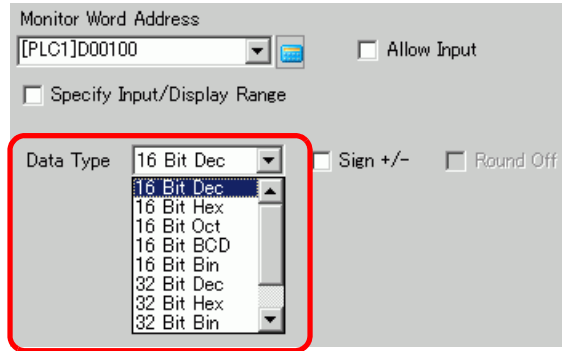 Monitor Word Address
[PLC1]D00100
Allow Input
Specify Input/Display Range
Data Type 16 Bit Dec Sign +/- Round Off
16 Bit Dec
16 Bit Hex
16 Bit Oct
16 Bit BCD
16 Bit Bin
32 Bit Dec
32 Bit Hex
32 Bit Bin